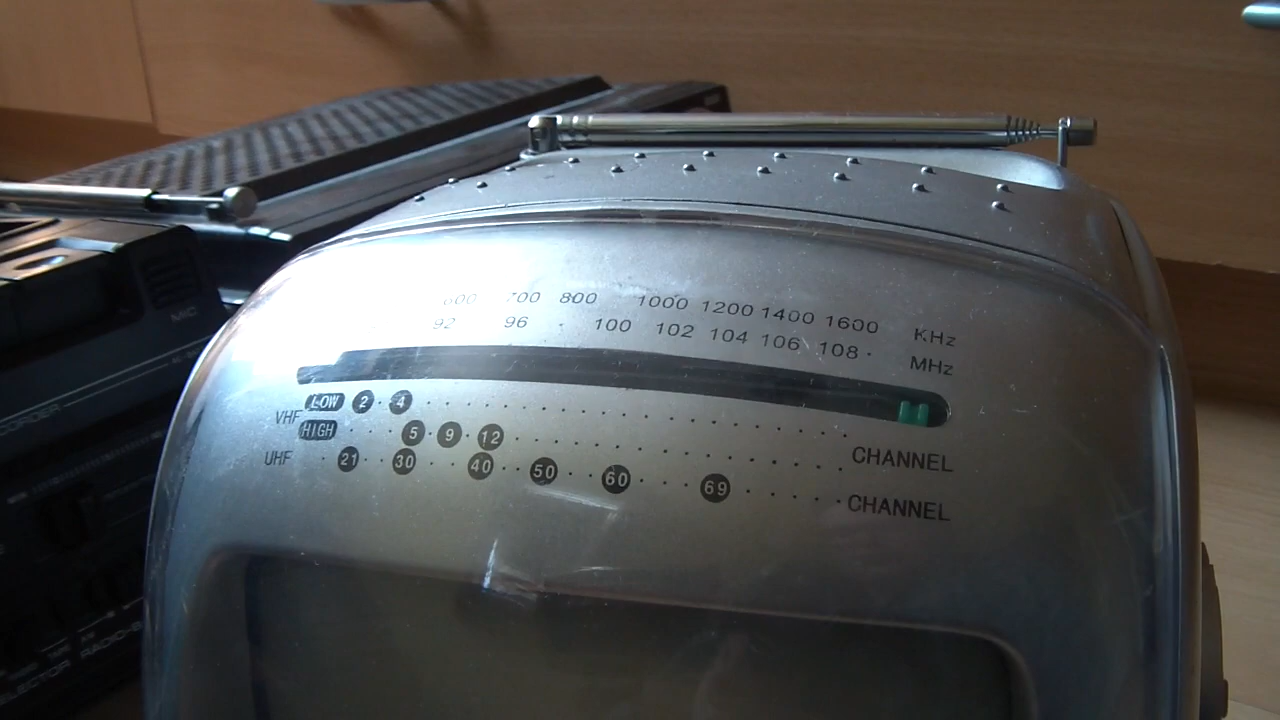 600 700 800 1000 1200 1400 1600 KHz
92 96 100 102 104 106 108 MHz
VHF LOW 2 4
HIGH 5 9 12 CHANNEL
UHF 21 30 40 50 60 69 CHANNEL
MIC